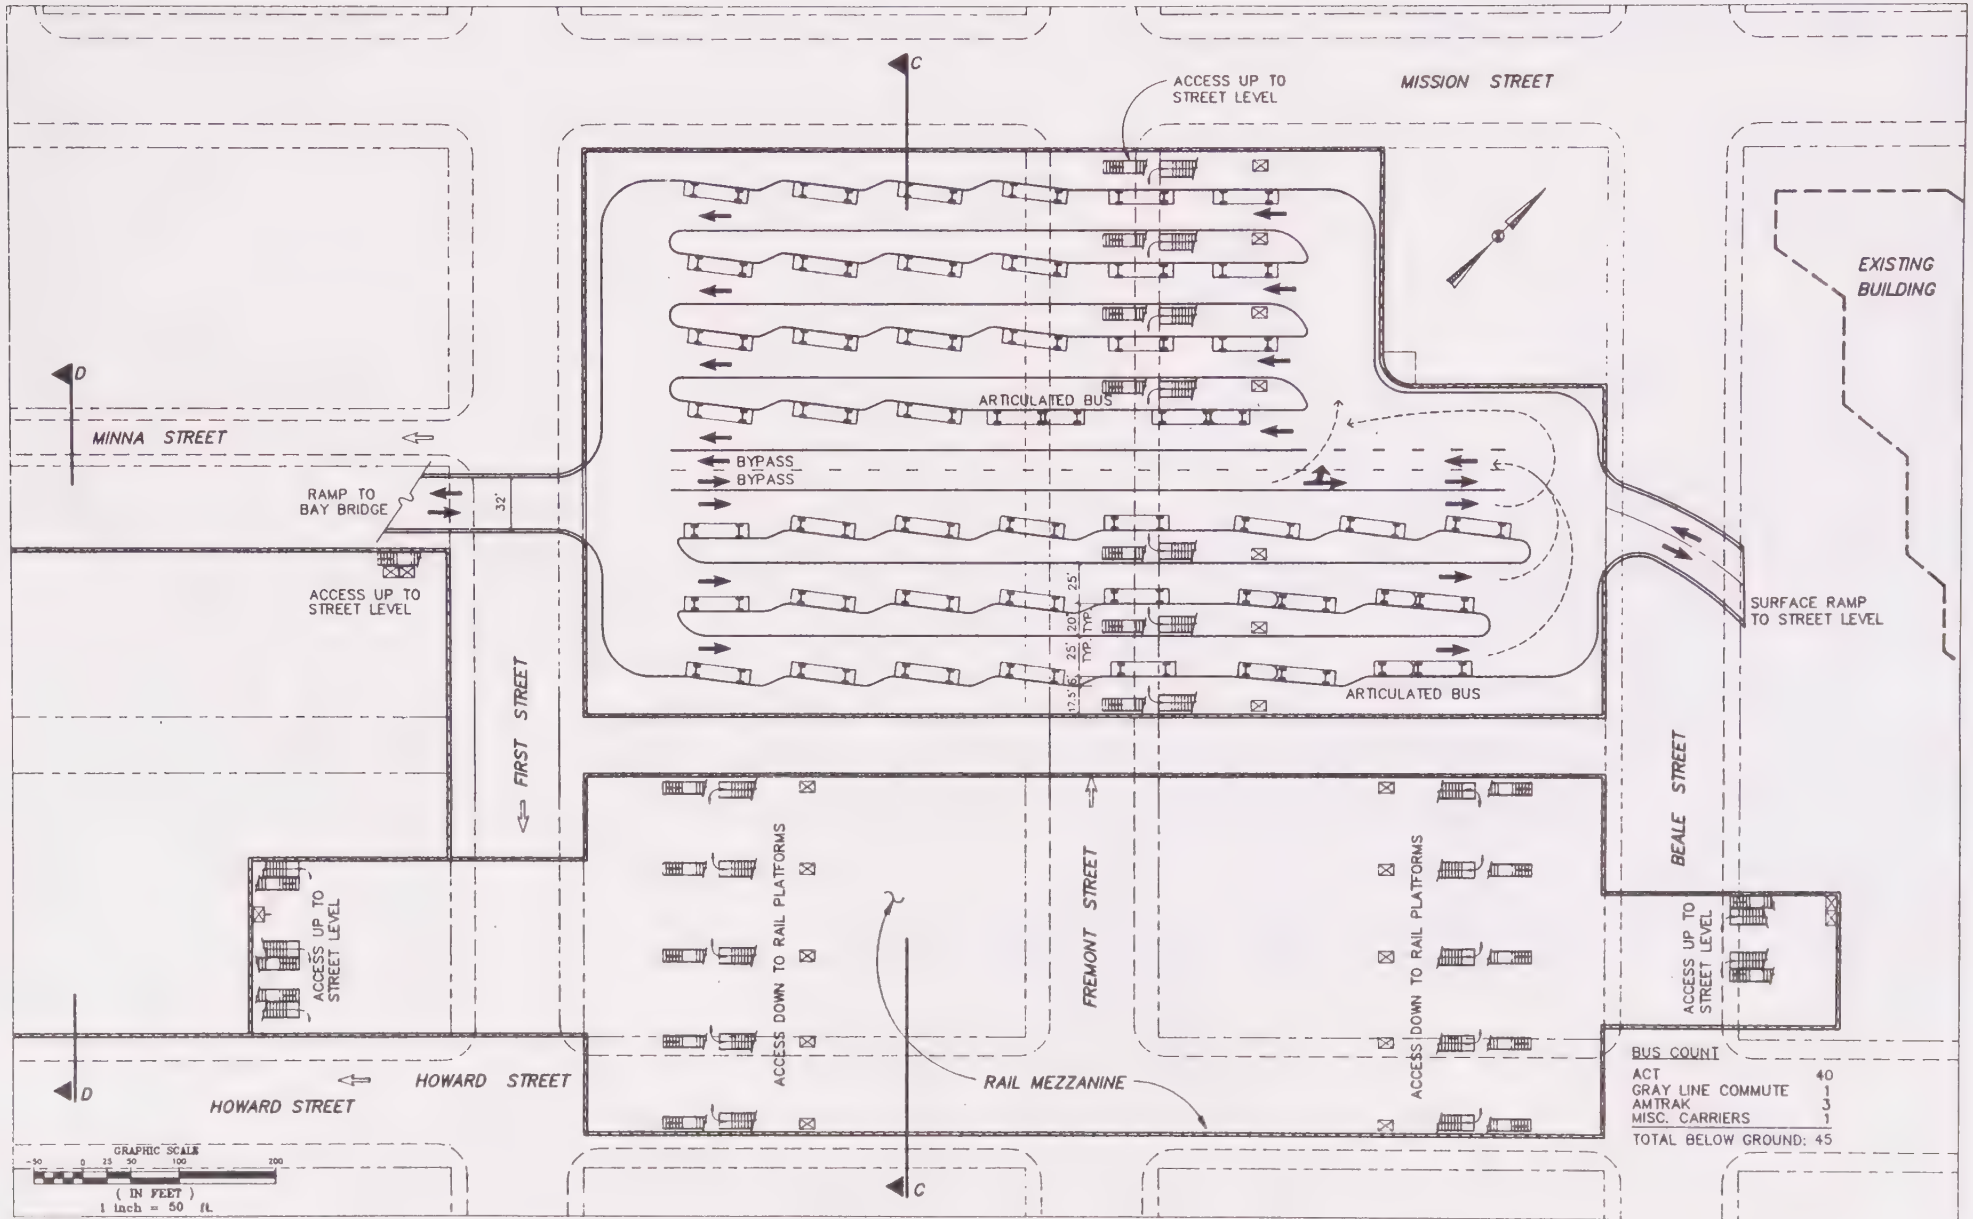 C
ACCESS UP TO
STREET LEVEL
MISSION STREET
EXISTING
BUILDING
D
MINNA STREET
ARTICULATED BUS
BYPASS
BYPASS
RAMP TO
BAY BRIDGE
32'
ACCESS UP TO
STREET LEVEL
25'
20'
TYP.
25'
TYP.
6'
17.5'
SURFACE RAMP
TO STREET LEVEL
ARTICULATED BUS
FIRST STREET
BEALE STREET
FREMONT STREET
ACCESS DOWN TO RAIL PLATFORMS
ACCESS DOWN TO RAIL PLATFORMS
ACCESS UP TO
STREET LEVEL
ACCESS UP TO
STREET LEVEL
RAIL MEZZANINE
HOWARD STREET
HOWARD STREET
D
C
BUS COUNT
ACT 40
GRAY LINE COMMUTE 1
AMTRAK 3
MISC. CARRIERS 1
TOTAL BELOW GROUND: 45
GRAPHIC SCALE
-50 0 25 50 100 200
( IN FEET )
1 inch = 50 ft.